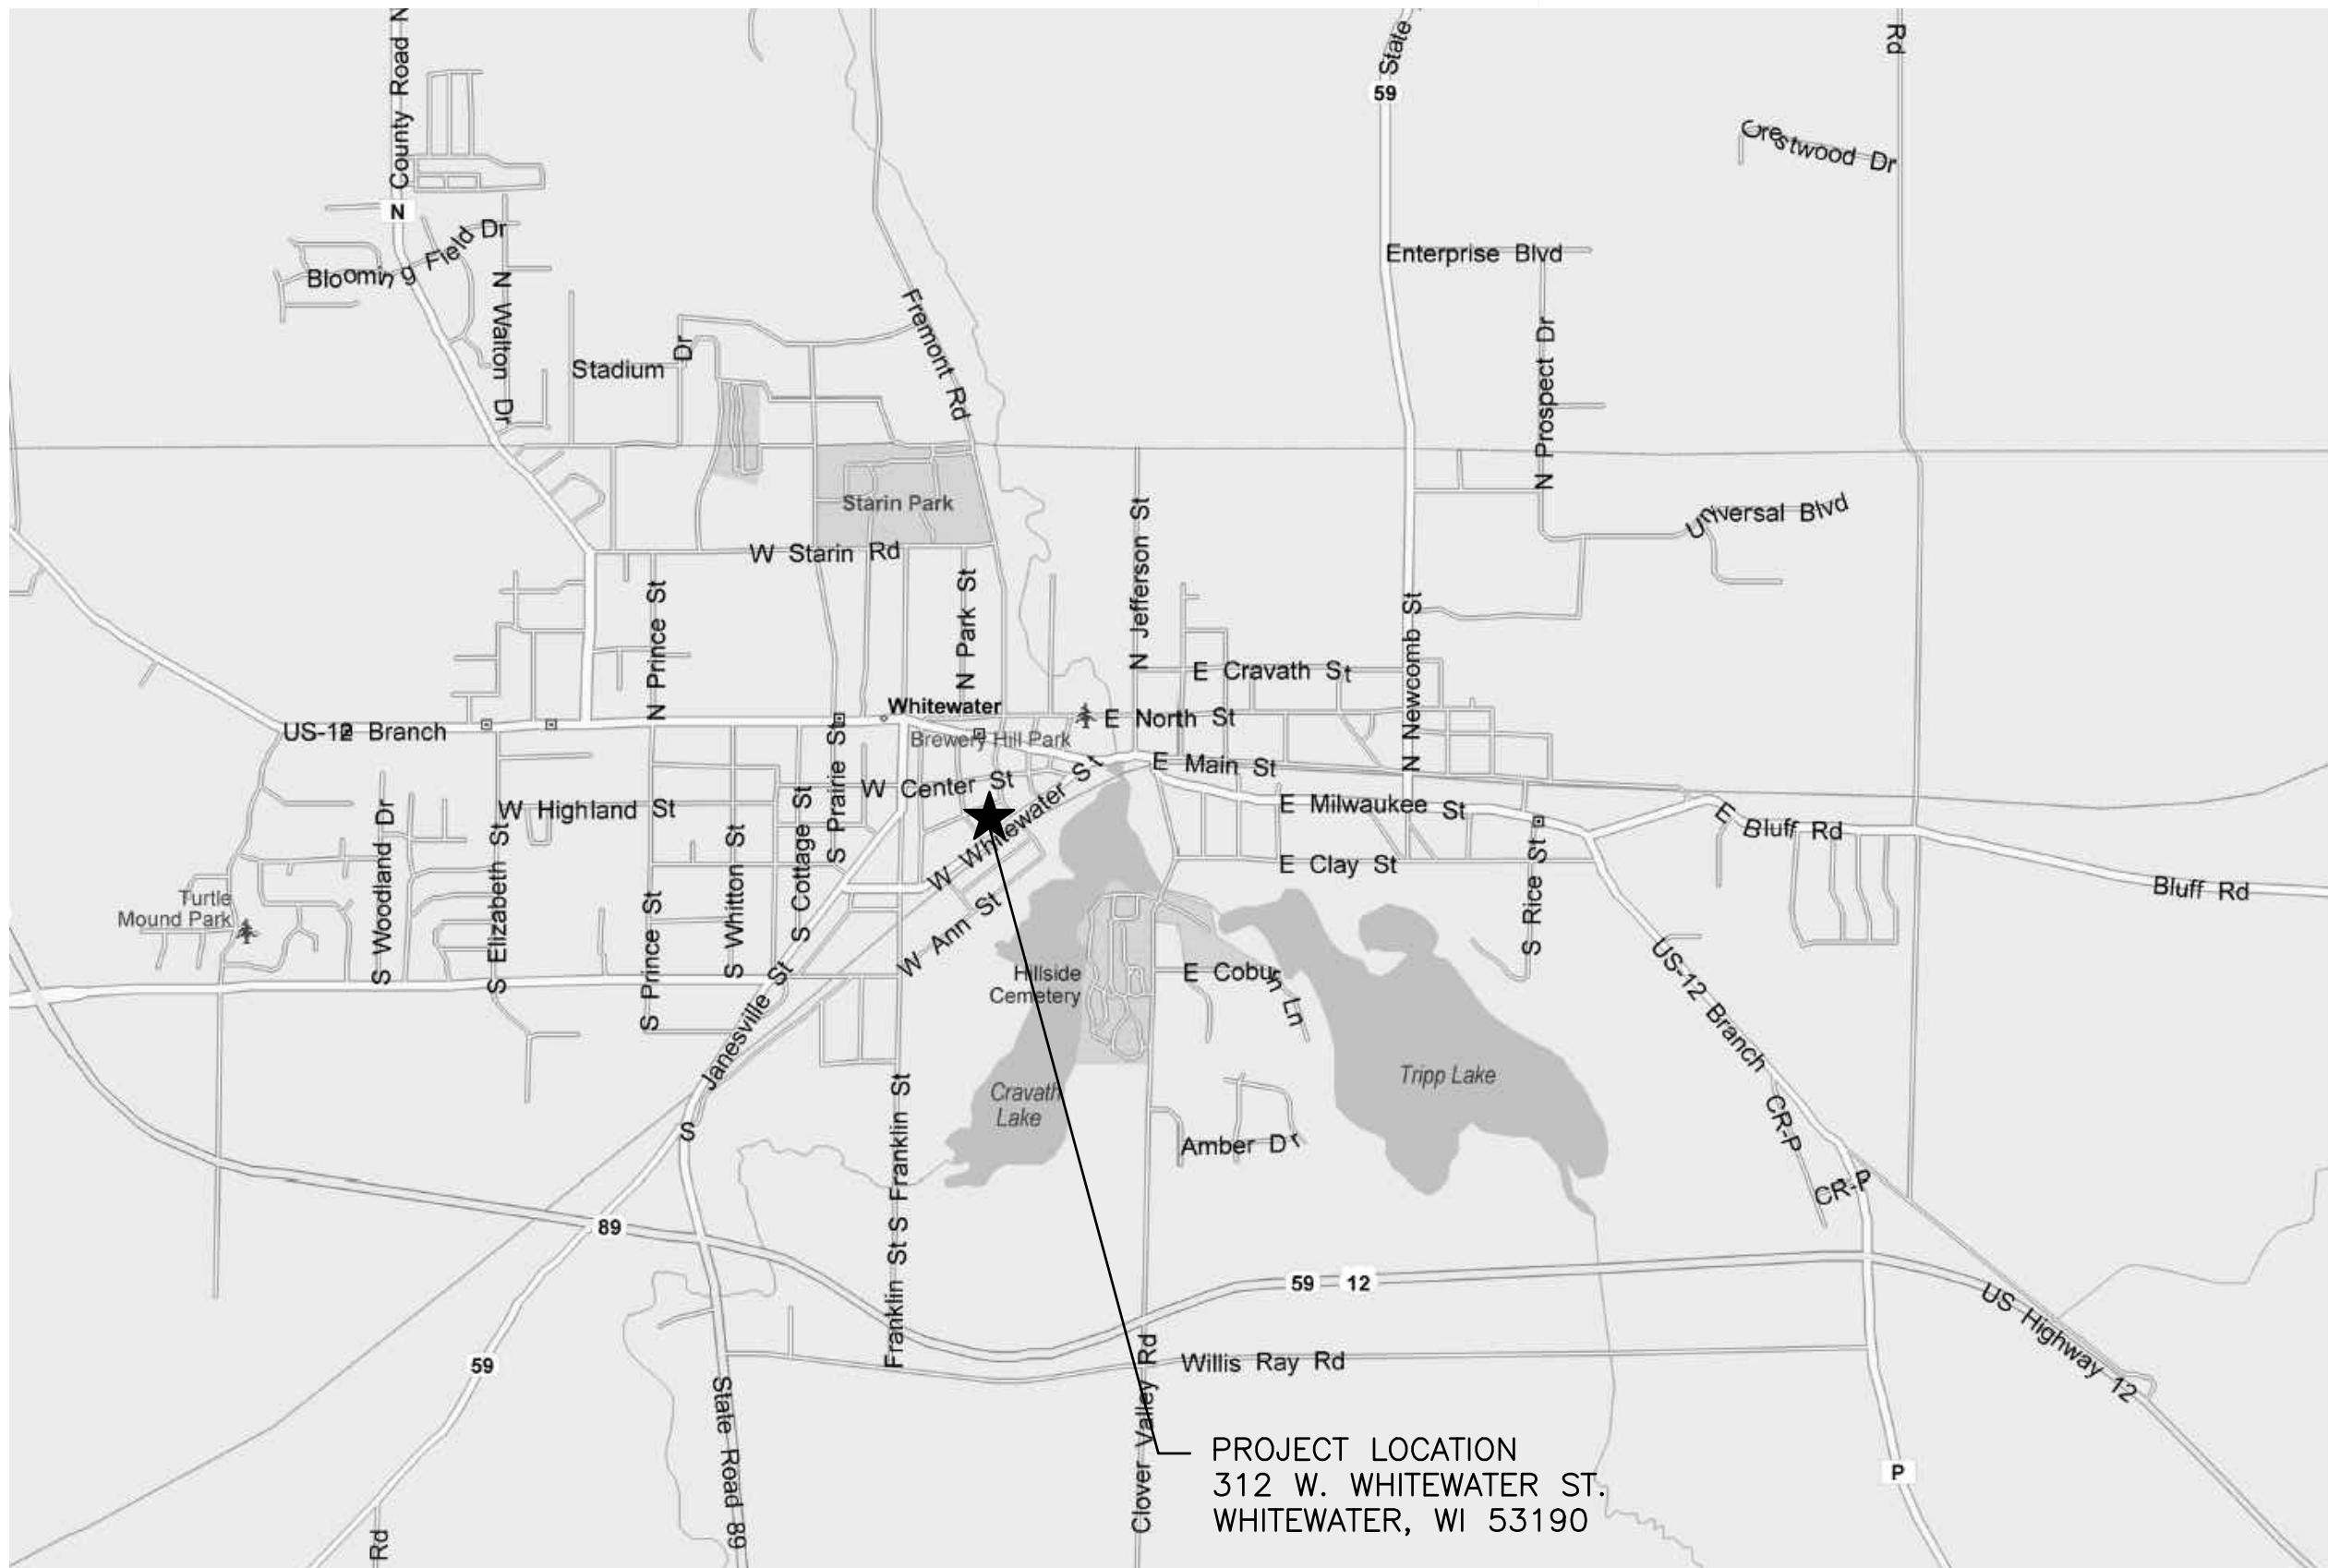 County Road N
State
59
Rd
Crestwood Dr
N
Blooming Field Dr
Enterprise Blvd
N Walton Dr
Fremont Rd
N Prospect Dr
Stadium Dr
Starin Park
Universal Blvd
W Starin Rd
N Jefferson St
N Prince St
N Park St
N Newcomb St
E Cravath St
Whitewater
E North St
US-12 Branch
Brewery Hill Park
E Main St
W Center St
S Prairie St
W Highland St
E Milwaukee St
E Bluff Rd
S Woodland Dr
S Elizabeth St
S Whitton St
S Cottage St
W Whitewater St
E Clay St
Bluff Rd
Turtle
Mound Park
S Prince St
W Ann St
S Rice St
Hillside
Cemetery
E Coburn Ln
US-12 Branch
S Janesville St
Cravath
Lake
Tripp Lake
CR-P
Amber Dr
S Franklin St
CR-P
89
Franklin St
59
12
US Highway 12
59
Willis Ray Rd
State Road 89
Clover Valley Rd
P
Rd
PROJECT LOCATION
312 W. WHITEWATER ST.
WHITEWATER, WI 53190